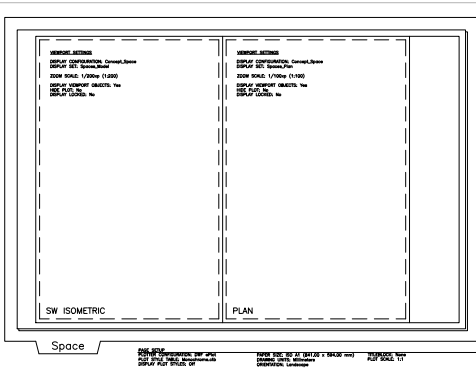 VIEWPORT SETTINGS
DISPLAY CONFIGURATION: Concept_Space
DISPLAY SET: Spaces_Model
ZOOM SCALE: 1/200xp (1:200)
DISPLAY VIEWPORT OBJECTS: Yes
HIDE PLOT: No
DISPLAY LOCKED: No
SW ISOMETRIC
VIEWPORT SETTINGS
DISPLAY CONFIGURATION: Concept_Space
DISPLAY SET: Spaces_Plan
ZOOM SCALE: 1/100xp (1:100)
DISPLAY VIEWPORT OBJECTS: Yes
HIDE PLOT: No
DISPLAY LOCKED: No
PLAN
Space
PAGE SETUP
PLOTTER CONFIGURATION: DWF ePlot
PLOT STYLE TABLE: Monochrome.ctb
DISPLAY PLOT STYLES: Off
PAPER SIZE: ISO A1 (841.00 x 594.00 mm)
DRAWING UNITS: Millimeters
ORIENTATION: Landscape
TITLEBLOCK: None
PLOT SCALE: 1:1